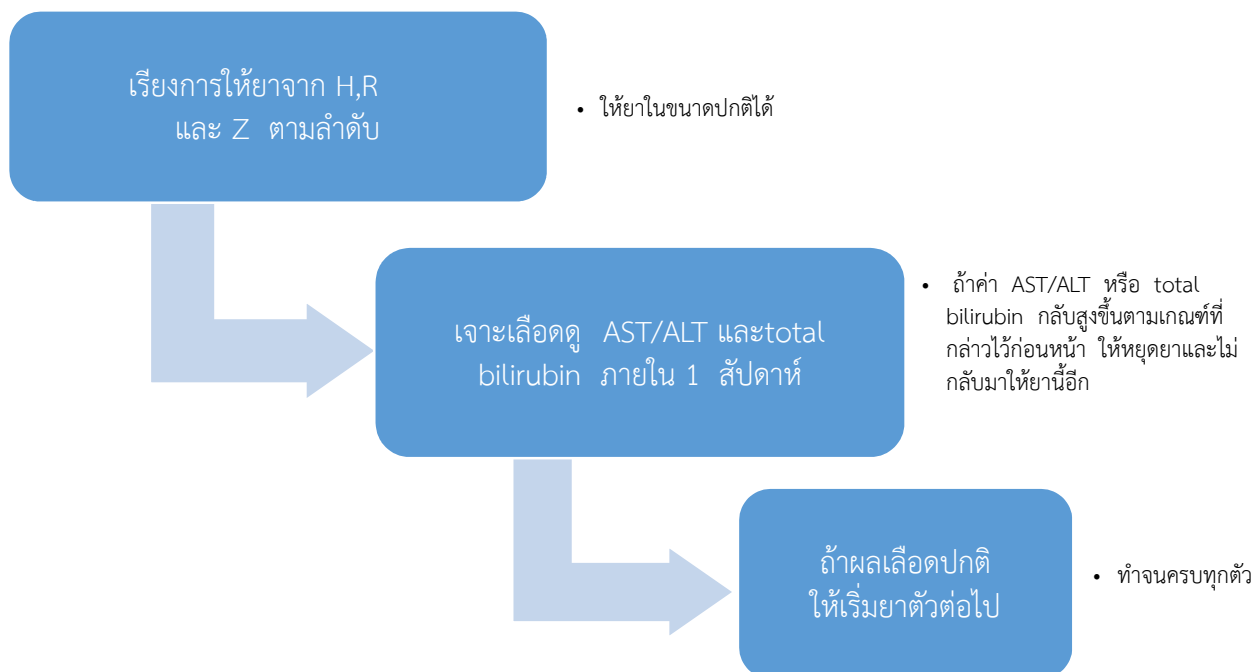 เรียงการให้ยาจาก H,R
และ Z ตามลำดับ
• ให้ยาในขนาดปกติได้
เจาะเลือดดู AST/ALT และtotal
bilirubin ภายใน 1 สัปดาห์
• ถ้าค่า AST/ALT หรือ total
bilirubin กลับสูงขึ้นตามเกณฑ์ที่
กล่าวไว้ก่อนหน้า ให้หยุดยาและไม่
กลับมาให้ยานี้อีก
ถ้าผลเลือดปกติ
ให้เริ่มยาตัวต่อไป
• ทำจนครบทุกตัว